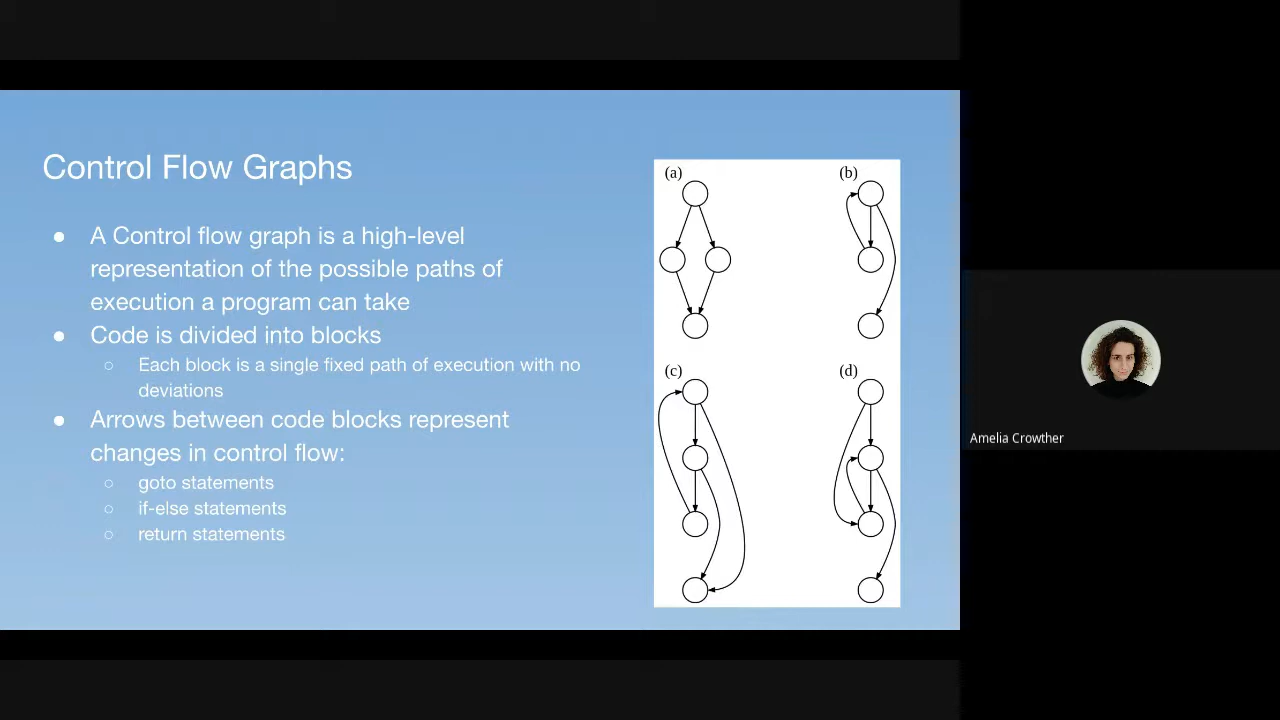 Control Flow Graphs
● A Control flow graph is a high-level
representation of the possible paths of
execution a program can take
● Code is divided into blocks
○ Each block is a single fixed path of execution with no
deviations
● Arrows between code blocks represent
changes in control flow:
○ goto statements
○ if-else statements
○ return statements
(a)
(b)
(c)
(d)
Amelia Crowther